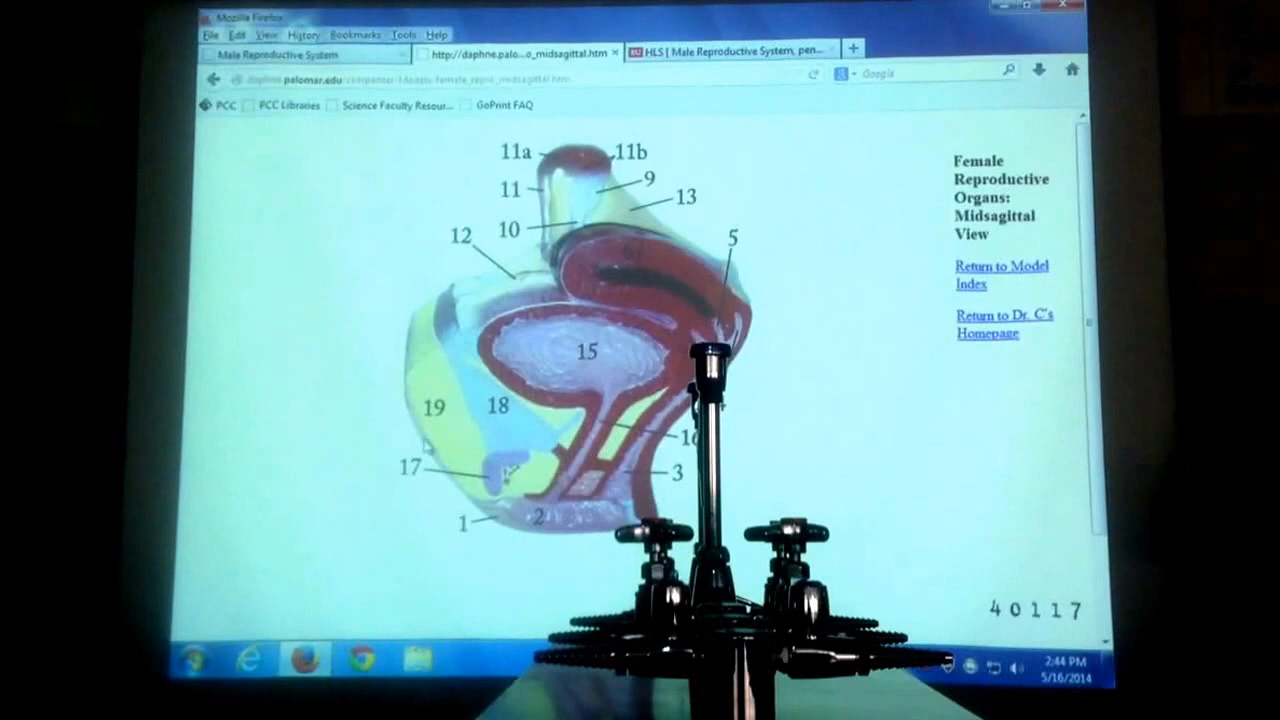 Mozilla Firefox
File Edit View History Bookmarks Tools Help
Male Reproductive System
http://daphne.palo...o_midsagittal.htm ×
HLS [ Male Reproductive System, pen...
+
palomar.edu
Google
PCC
PCC Libraries
Science Faculty Resour...
GoPrint FAQ
11a
11b
11
9
13
10
12
5
15
19
18
16
17
3
1
2
Female
Reproductive
Organs:
Midsagittal
View
Return to Model
Index
Return to Dr. C's
Homepage
40117
2:44 PM
5/16/2014